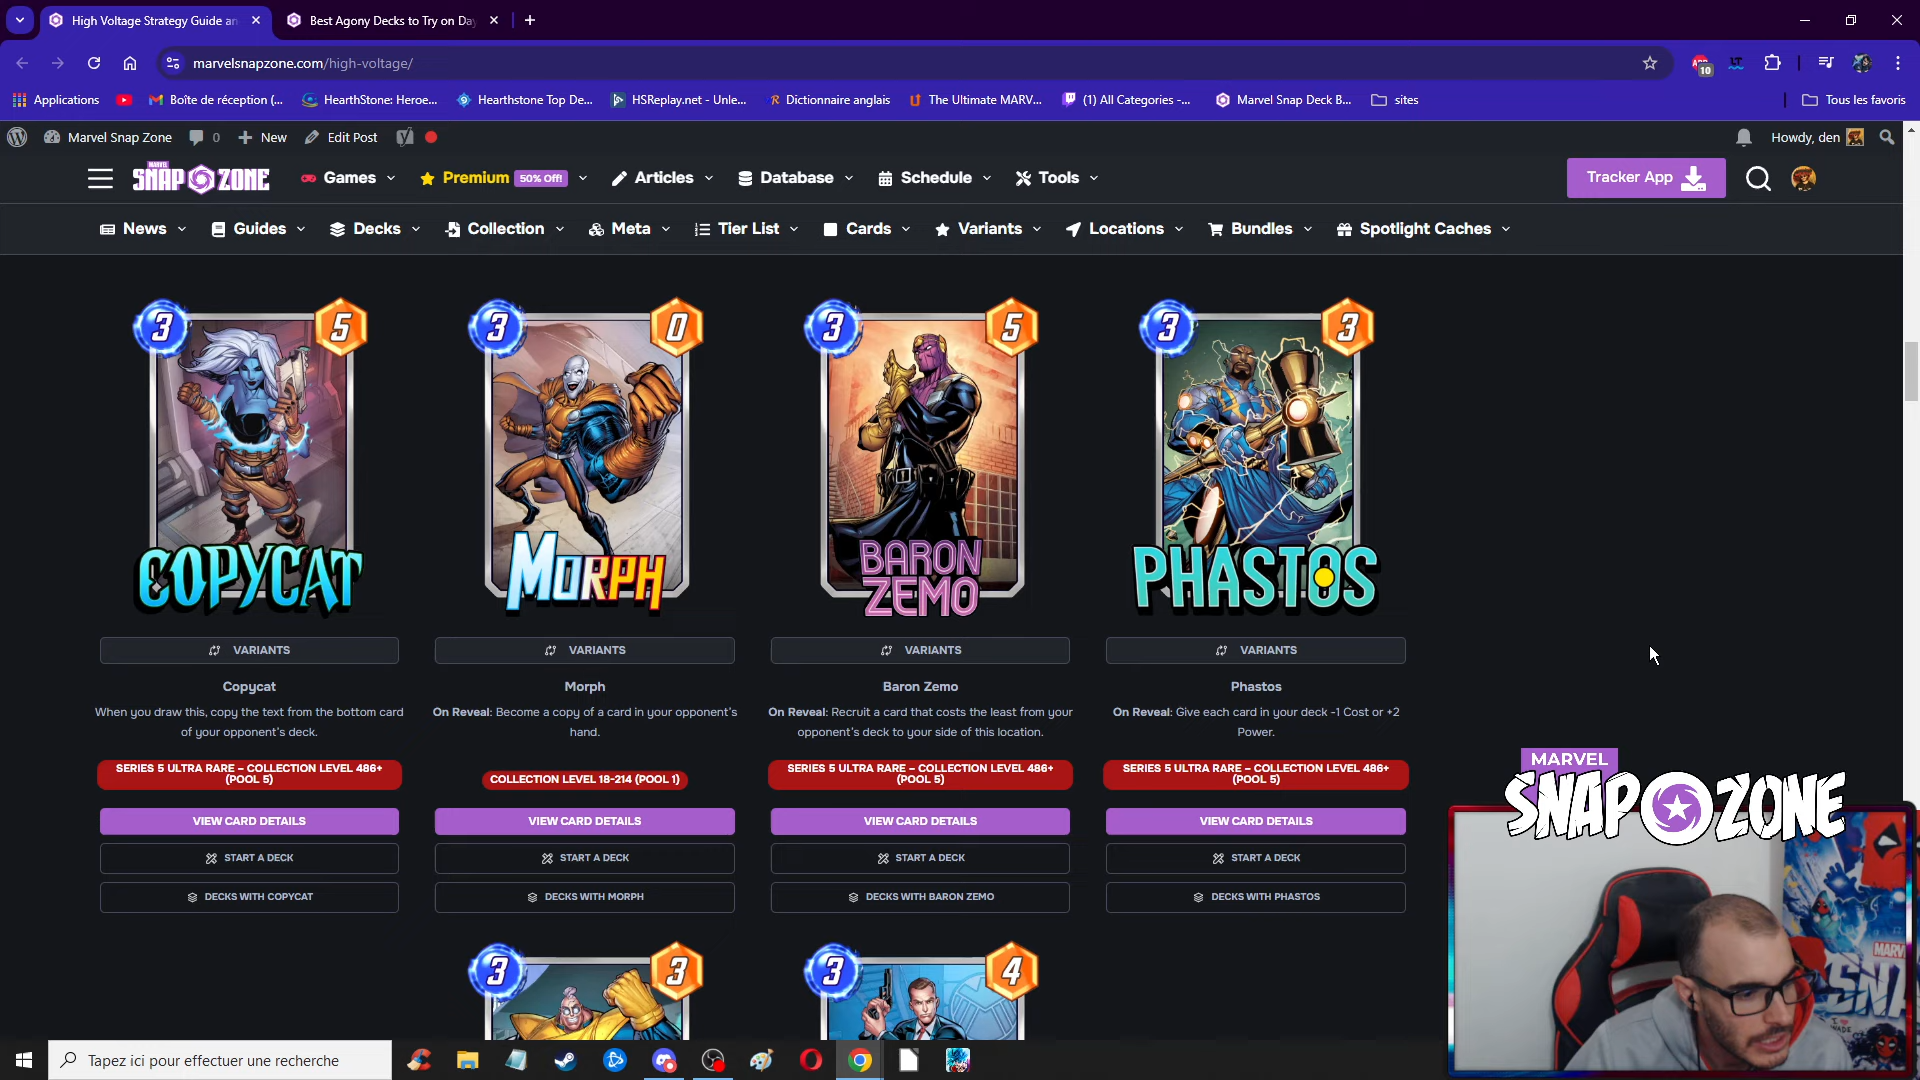 High Voltage Strategy Guide an
Best Agony Decks to Try on Da
marvelsnapzone.com/high-voltage/
10
Applications
Boîte de réception (...
HearthStone: Heroe...
Hearthstone Top De...
HSReplay.net - Unle...
Dictionnaire anglais
The Ultimate MARV...
(1) All Categories -...
Marvel Snap Deck B...
sites
Tous les favoris
Marvel Snap Zone
0
New
Edit Post
Howdy, den
MARVEL
SNAP ZONE
Games
Premium
50% Off!
Articles
Database
Schedule
Tools
Tracker App
News
Guides
Decks
Collection
Meta
Tier List
Cards
Variants
Locations
Bundles
Spotlight Caches
3 5
3 0
3 5
3 3
COPYCAT
MORPH
BARON ZEMO
PHASTOS
VARIANTS
VARIANTS
VARIANTS
VARIANTS
Copycat
Morph
Baron Zemo
Phastos
When you draw this, copy the text from the bottom card
of your opponent's deck.
On Reveal: Become a copy of a card in your opponent's
hand.
On Reveal: Recruit a card that costs the least from your
opponent's deck to your side of this location.
On Reveal: Give each card in your deck -1 Cost or +2
Power.
SERIES 5 ULTRA RARE – COLLECTION LEVEL 486+
(POOL 5)
COLLECTION LEVEL 18-214 (POOL 1)
SERIES 5 ULTRA RARE – COLLECTION LEVEL 486+
(POOL 5)
SERIES 5 ULTRA RARE – COLLECTION LEVEL 486+
(POOL 5)
VIEW CARD DETAILS
VIEW CARD DETAILS
VIEW CARD DETAILS
VIEW CARD DETAILS
START A DECK
START A DECK
START A DECK
START A DECK
DECKS WITH COPYCAT
DECKS WITH MORPH
DECKS WITH BARON ZEMO
DECKS WITH PHASTOS
3 3
3 4
MARVEL
SNAP ZONE
MARVEL
SNA
Tapez ici pour effectuer une recherche